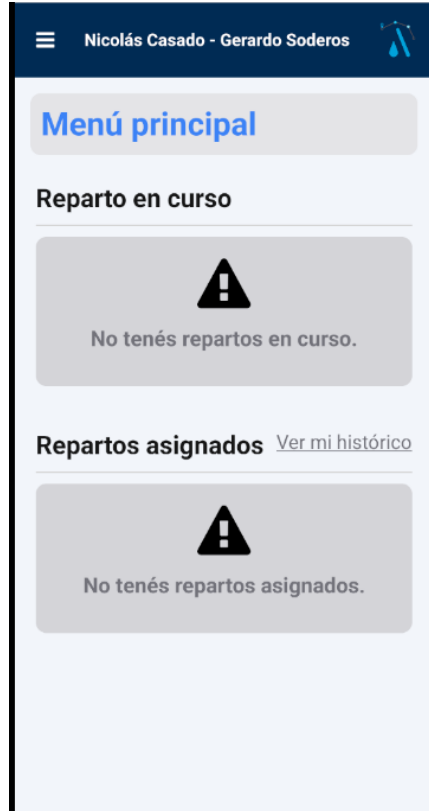 Nicolás Casado - Gerardo Soderos
Menú principal
Reparto en curso
No tenés repartos en curso.
Repartos asignados Ver mi histórico
No tenés repartos asignados.